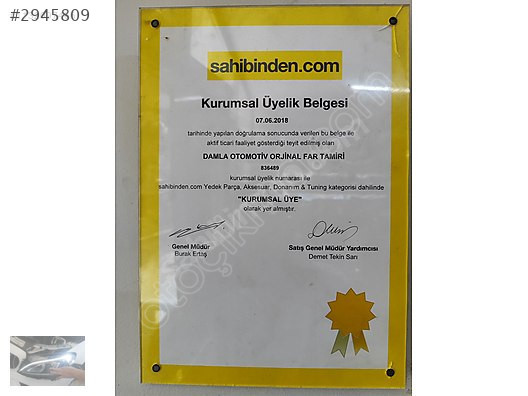 #2945809
sahibinden.com
Kurumsal Üyelik Belgesi
07.06.2018
tarihinde yapılan doğrulama sonucunda verilen bu belge ile
aktif ticari faaliyet gösterdiği teyit edilmiş olan
DAMLA OTOMOTİV ORJİNAL FAR TAMİRİ
836489
kurumsal üyelik numarası ile
sahibinden.com Yedek Parça, Aksesuar, Donanım & Tuning kategorisi dahilinde
"KURUMSAL ÜYE"
olarak yer almıştır.
Genel Müdür
Burak Ertaş
Satış Genel Müdür Yardımcısı
Demet Tekin Sarı